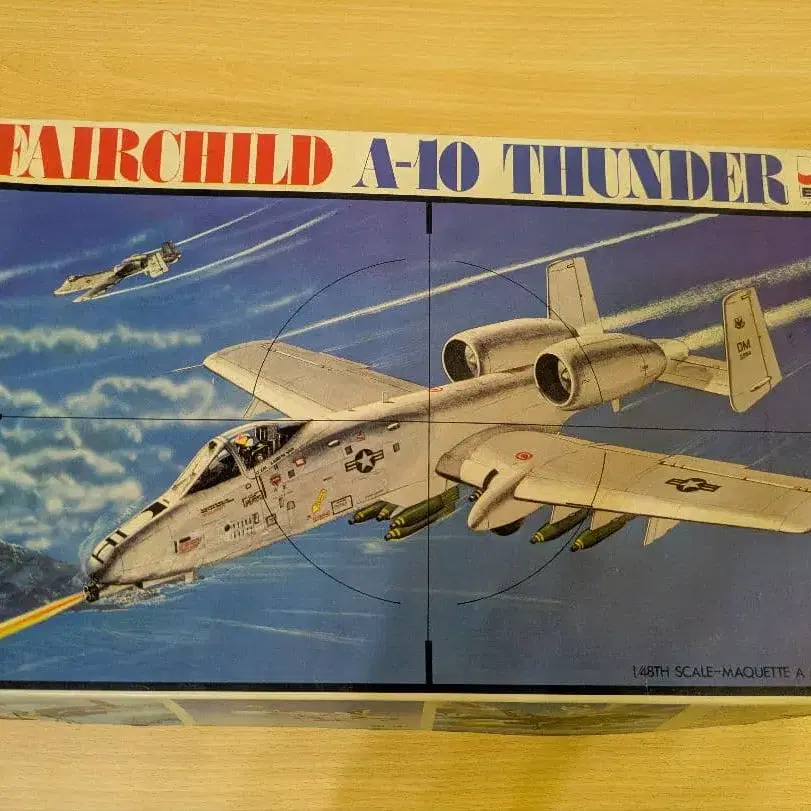 FAIRCHILD A-10 THUNDER
DM
1/48TH SCALE-MAQUETTE A